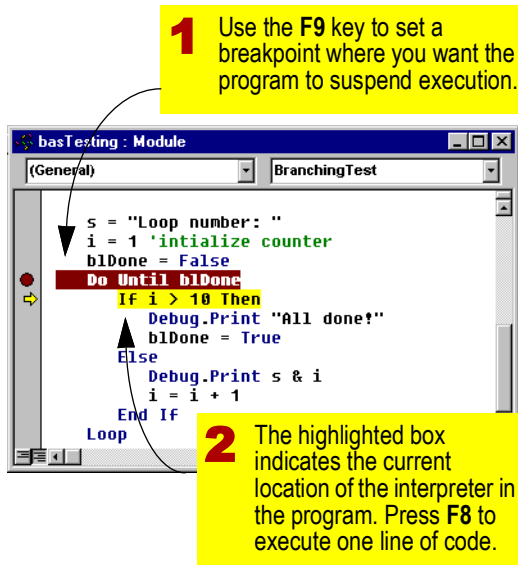 1 Use the F9 key to set a
breakpoint where you want the
program to suspend execution.
basTesting : Module
(General) BranchingTest
s = "Loop number: "
i = 1 'intialize counter
blDone = False
Do Until blDone
If i > 10 Then
Debug.Print "All done!"
blDone = True
Else
Debug.Print s & i
i = i + 1
End If
Loop
2 The highlighted box
indicates the current
location of the interpreter in
the program. Press F8 to
execute one line of code.